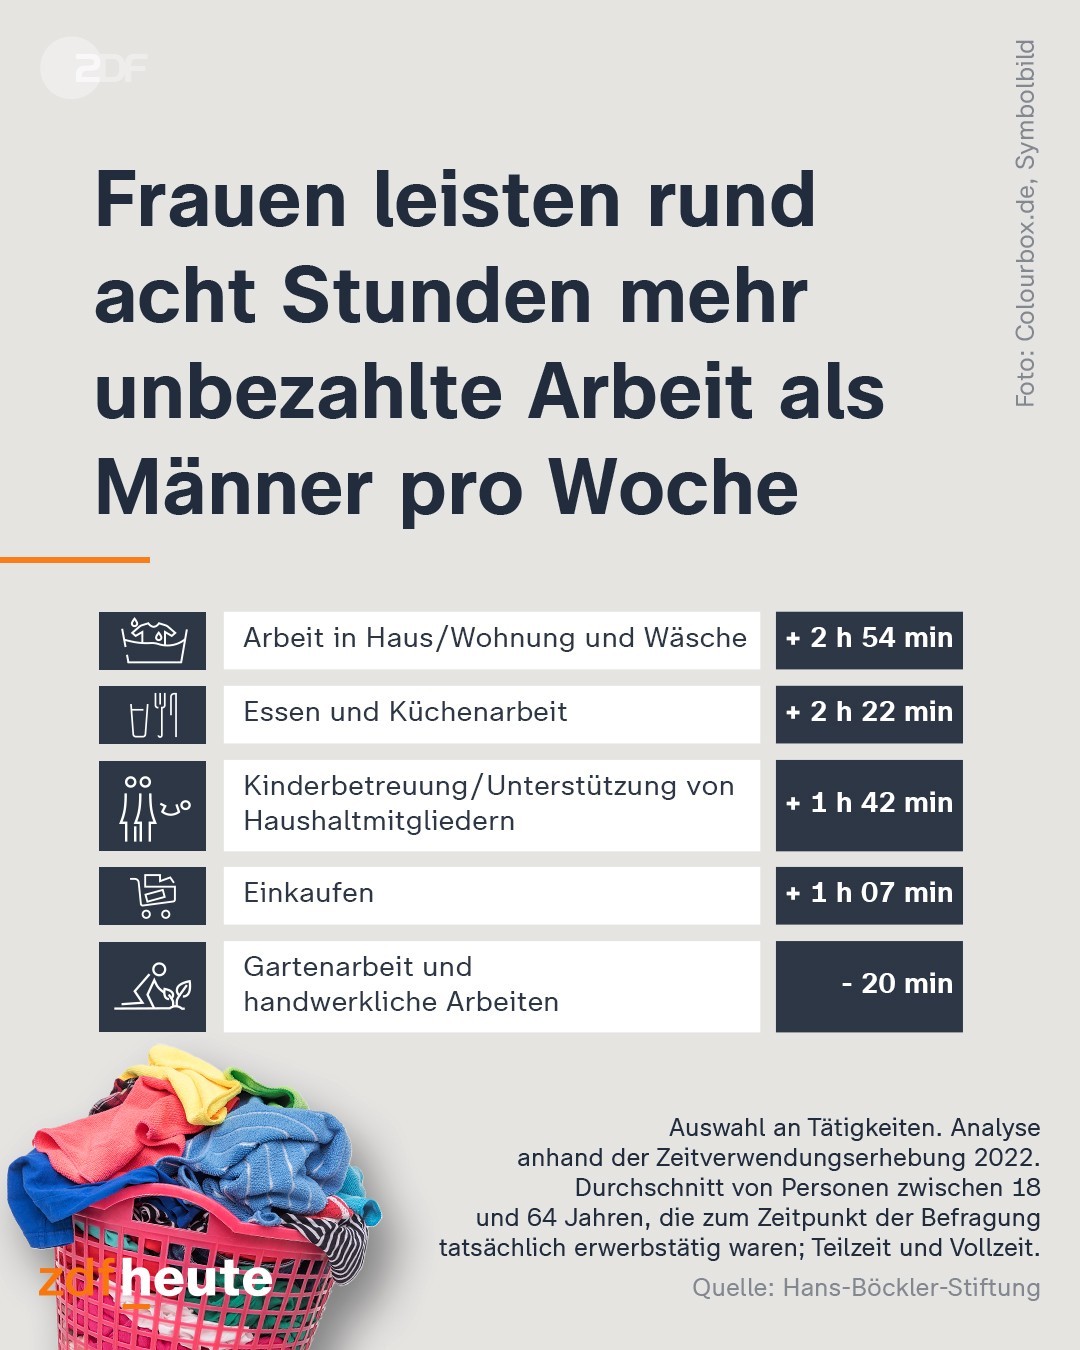 ZDF
Foto: Colourbox.de, Symbolbild
Frauen leisten rund
acht Stunden mehr
unbezahlte Arbeit als
Männer pro Woche
Arbeit in Haus/Wohnung und Wäsche + 2 h 54 min
Essen und Küchenarbeit + 2 h 22 min
Kinderbetreuung/Unterstützung von
Haushaltmitgliedern + 1 h 42 min
Einkaufen + 1 h 07 min
Gartenarbeit und
handwerkliche Arbeiten - 20 min
Auswahl an Tätigkeiten. Analyse
anhand der Zeitverwendungserhebung 2022.
Durchschnitt von Personen zwischen 18
und 64 Jahren, die zum Zeitpunkt der Befragung
tatsächlich erwerbstätig waren; Teilzeit und Vollzeit.
Quelle: Hans-Böckler-Stiftung
zdfheute